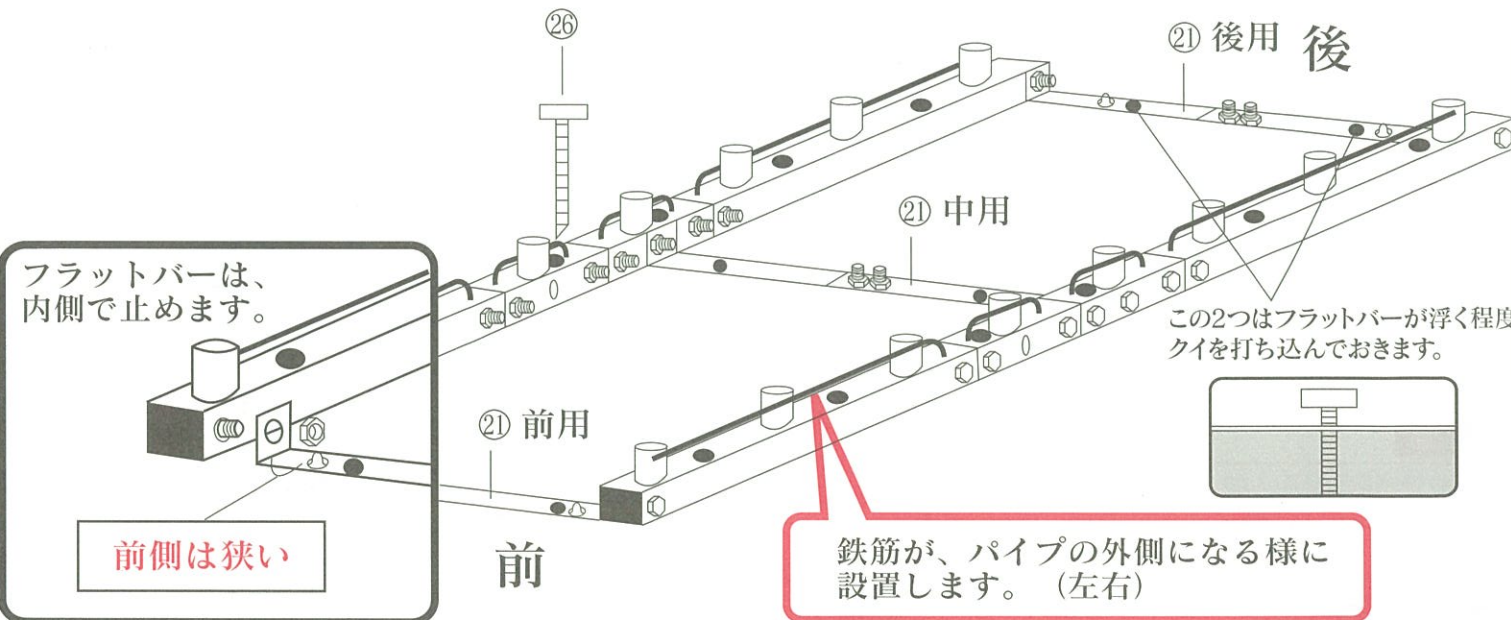 ㉖
㉑ 後用
後
㉑ 中用
フラットバーは、
内側で止めます。
この2つはフラットバーが浮く程度
クイを打ち込んでおきます。
㉑ 前用
前側は狭い
前
鉄筋が、パイプの外側になる様に
設置します。（左右）